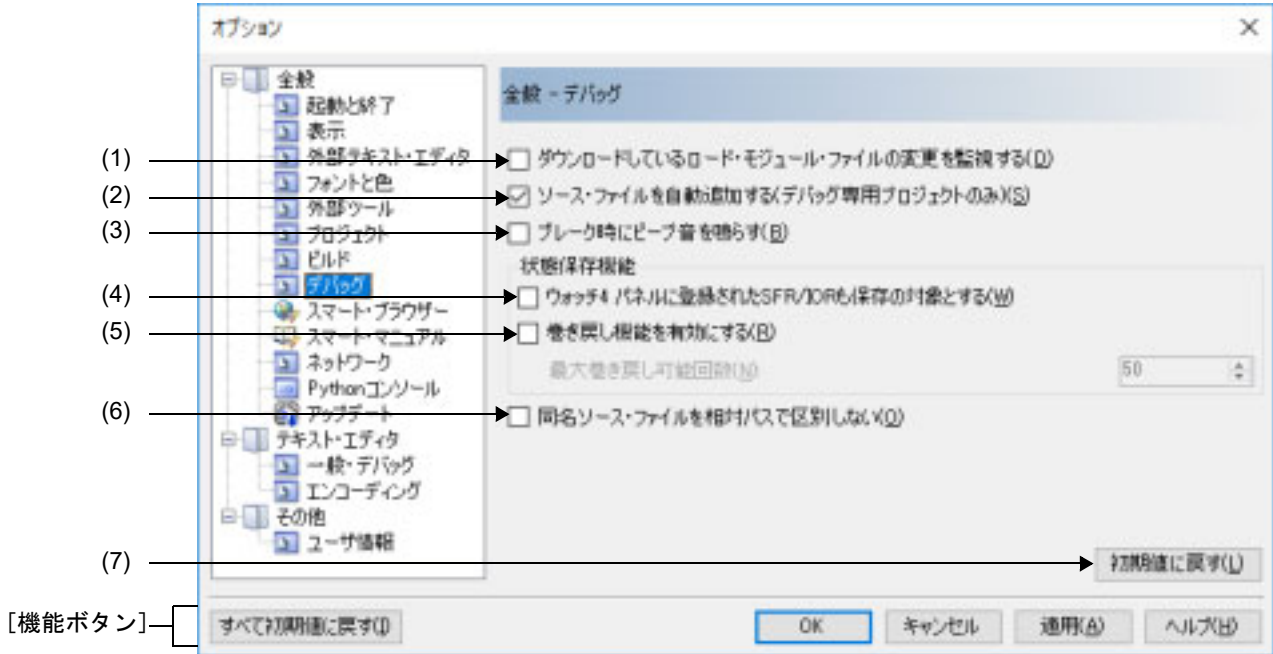 オプション
全般
起動と終了
表示
外部テキスト・エディタ
フォントと色
外部ツール
プロジェクト
ビルド
デバッグ
スマート・ブラウザー
スマート・マニュアル
ネットワーク
Pythonコンソール
アップデート
テキスト・エディタ
一般・デバッグ
エンコーディング
その他
ユーザ情報
全般 - デバッグ
(1) ダウンロードしているロード・モジュール・ファイルの変更を監視する(D)
(2) ソース・ファイルを自動追加する(デバッグ専用プロジェクトのみ)(S)
(3) ブレーク時にビープ音を鳴らす(B)
状態保存機能
(4) ウォッチ4 パネルに登録されたSFR/IORも保存の対象とする(W)
(5) 巻き戻し機能を有効にする(R)
最大巻き戻し可能回数(N) 50
(6) 同名ソース・ファイルを相対パスで区別しない(O)
(7) 初期値に戻す(L)
[機能ボタン] すべて初期値に戻す(I) OK キャンセル 適用(A) ヘルプ(H)